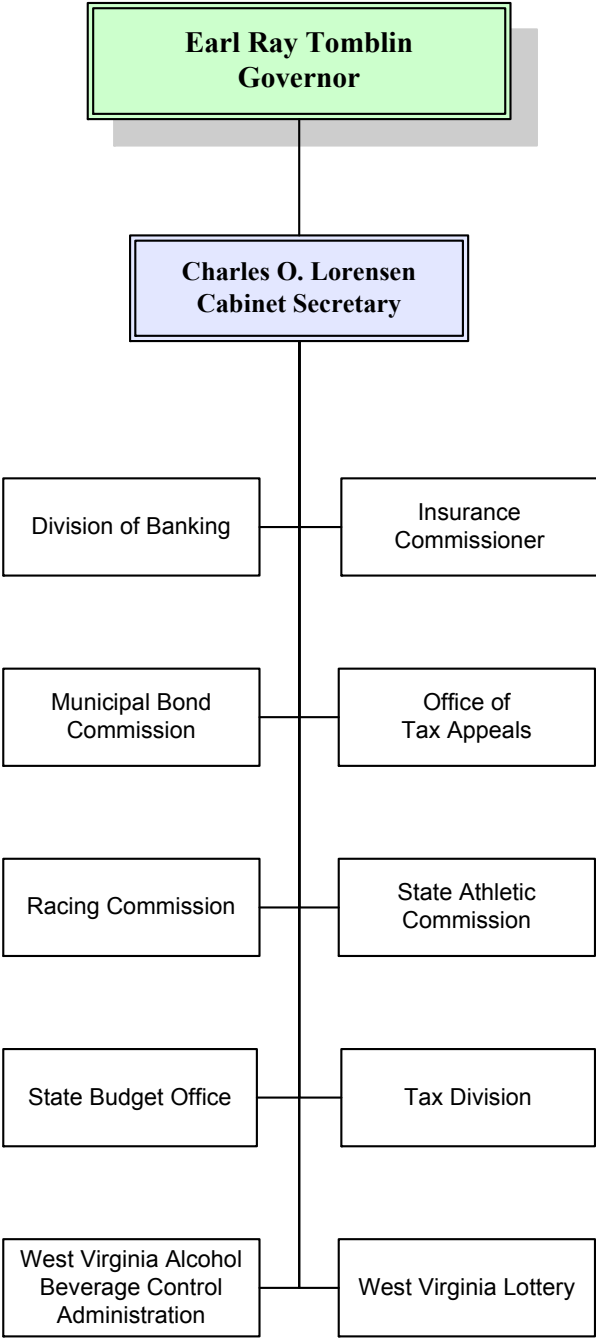 Earl Ray Tomblin
Governor
Charles O. Lorensen
Cabinet Secretary
Division of Banking
Insurance
Commissioner
Municipal Bond
Commission
Office of
Tax Appeals
Racing Commission
State Athletic
Commission
State Budget Office
Tax Division
West Virginia Alcohol
Beverage Control
Administration
West Virginia Lottery